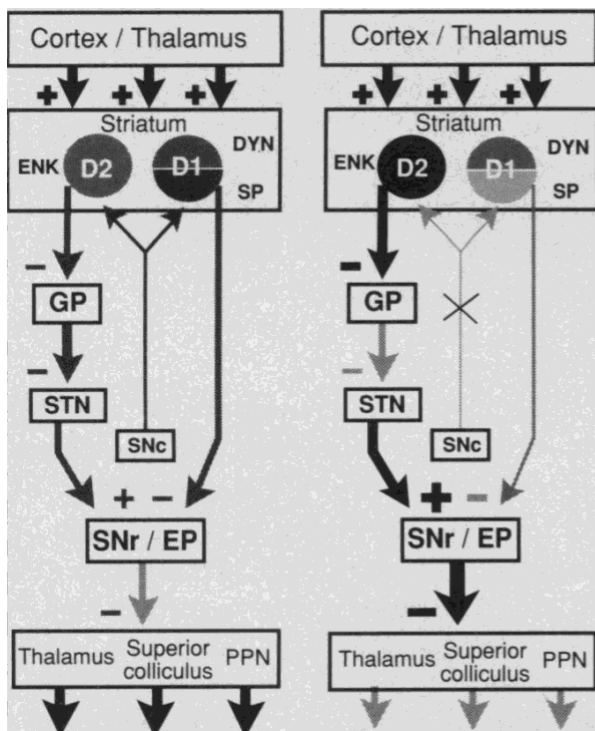 Cortex / Thalamus
+ + +
Striatum
ENK D2 D1 DYN
SP
−
GP
−
STN
SNc
+ −
SNr / EP
−
Thalamus Superior colliculus PPN
Cortex / Thalamus
+ + +
Striatum
ENK D2 D1 DYN
SP
−
GP
−
STN
SNc
+ −
SNr / EP
−
Thalamus Superior colliculus PPN